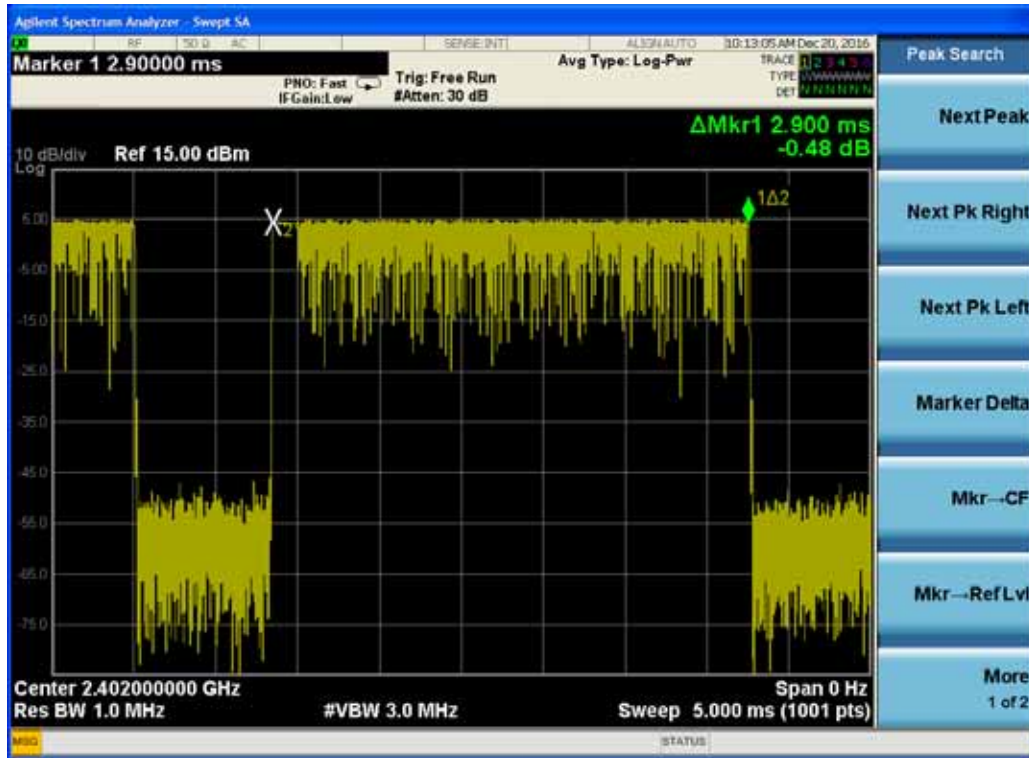 Agilent Spectrum Analyzer - Swept SA
RF 50 Ω AC SENSE:INT ALIGN AUTO 10:13:05 AM Dec 20, 2016
Marker 1 2.90000 ms
PNO: Fast
IFGain:Low
Trig: Free Run
#Atten: 30 dB
Avg Type: Log-Pwr
TRACE 1 2 3 4 5 6
TYPE
DET N N N N N N
ΔMkr1 2.900 ms
-0.48 dB
10 dB/div Ref 15.00 dBm
Log
1Δ2
6.00
-5.00
-15.0
-25.0
-35.0
-45.0
-55.0
-65.0
-75.0
Center 2.402000000 GHz Span 0 Hz
Res BW 1.0 MHz #VBW 3.0 MHz Sweep 5.000 ms (1001 pts)
MSG STATUS
Peak Search
Next Peak
Next Pk Right
Next Pk Left
Marker Delta
Mkr→CF
Mkr→Ref Lvl
More
1 of 2